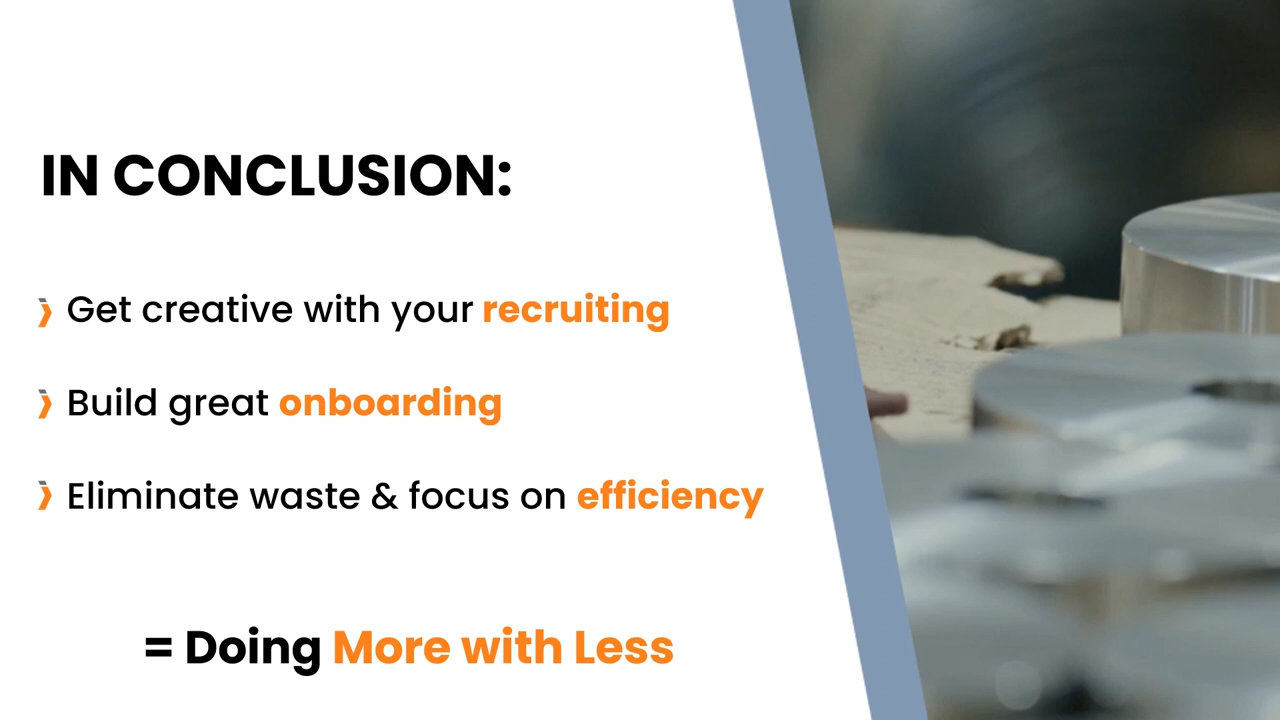 IN CONCLUSION:
Get creative with your recruiting
Build great onboarding
Eliminate waste & focus on efficiency
= Doing More with Less